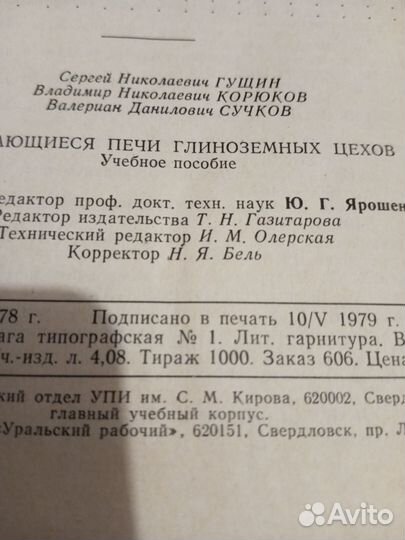 Сергей Николаевич ГУЩИН
Владимир Николаевич КОРЮКОВ
Валериан Данилович СУЧКОВ
АЮЩИЕСЯ ПЕЧИ ГЛИНОЗЕМНЫХ ЦЕХОВ
Учебное пособие
едактор проф. докт. техн. наук Ю. Г. Ярошен
Редактор издательства Т. Н. Газитарова
Технический редактор И. М. Олерская
Корректор Н. Я. Бель
78 г. Подписано в печать 10/V 1979 г.
ага типографская № 1. Лит. гарнитура. В
ч.-изд. л. 4,08. Тираж 1000. Заказ 606. Цена
кий отдел УПИ им. С. М. Кирова, 620002, Сверд
главный учебный корпус.
«Уральский рабочий», 620151, Свердловск, пр. Л
Avito